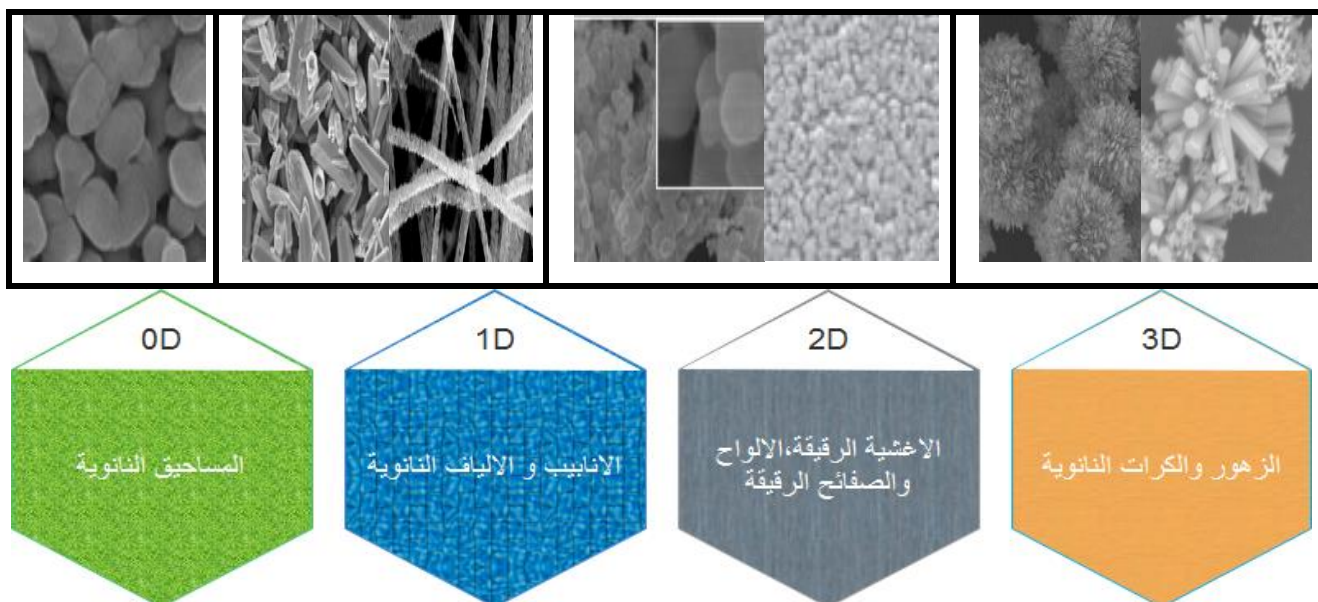 0D
1D
2D
3D
المساحيق النانوية
الانابيب و الالياف النانوية
الاغشية الرقيقة،الالواح
والصفائح الرقيقة
الزهور والكرات النانوية